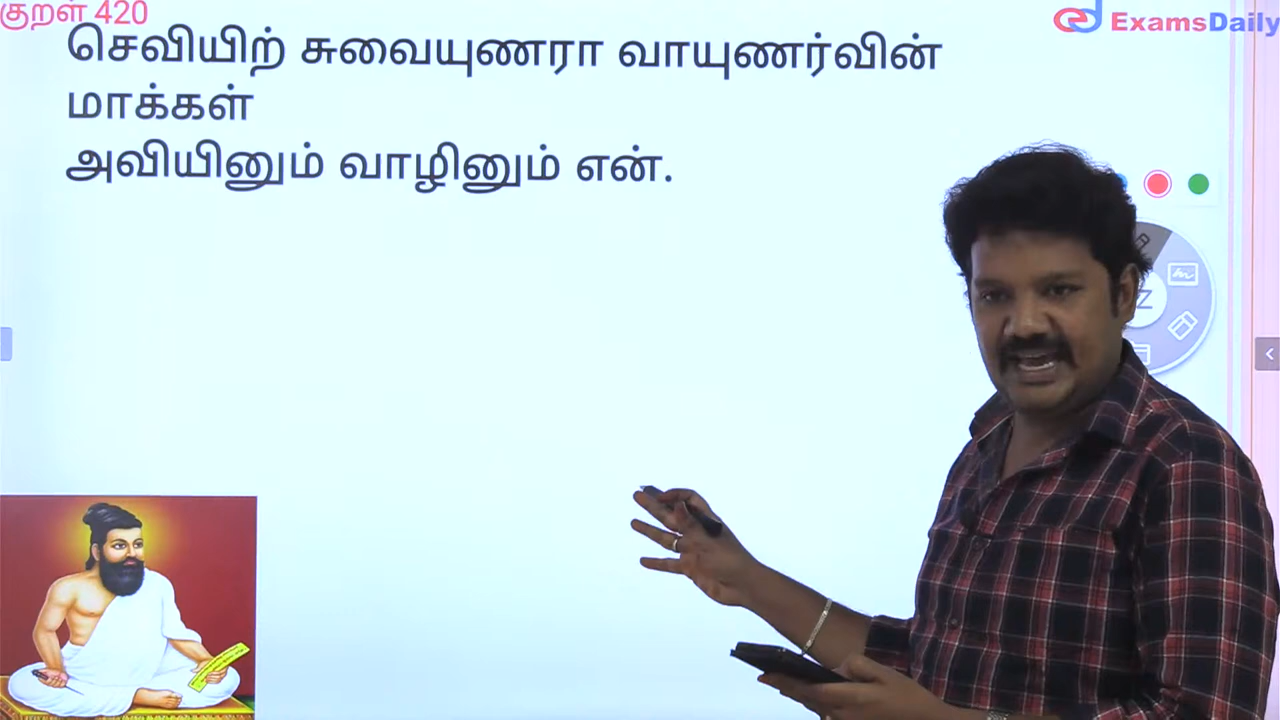 குறள் 420
ExamsDaily
செவியிற் சுவையுணரா வாயுணர்வின்
மாக்கள்
அவியினும் வாழினும் என்.